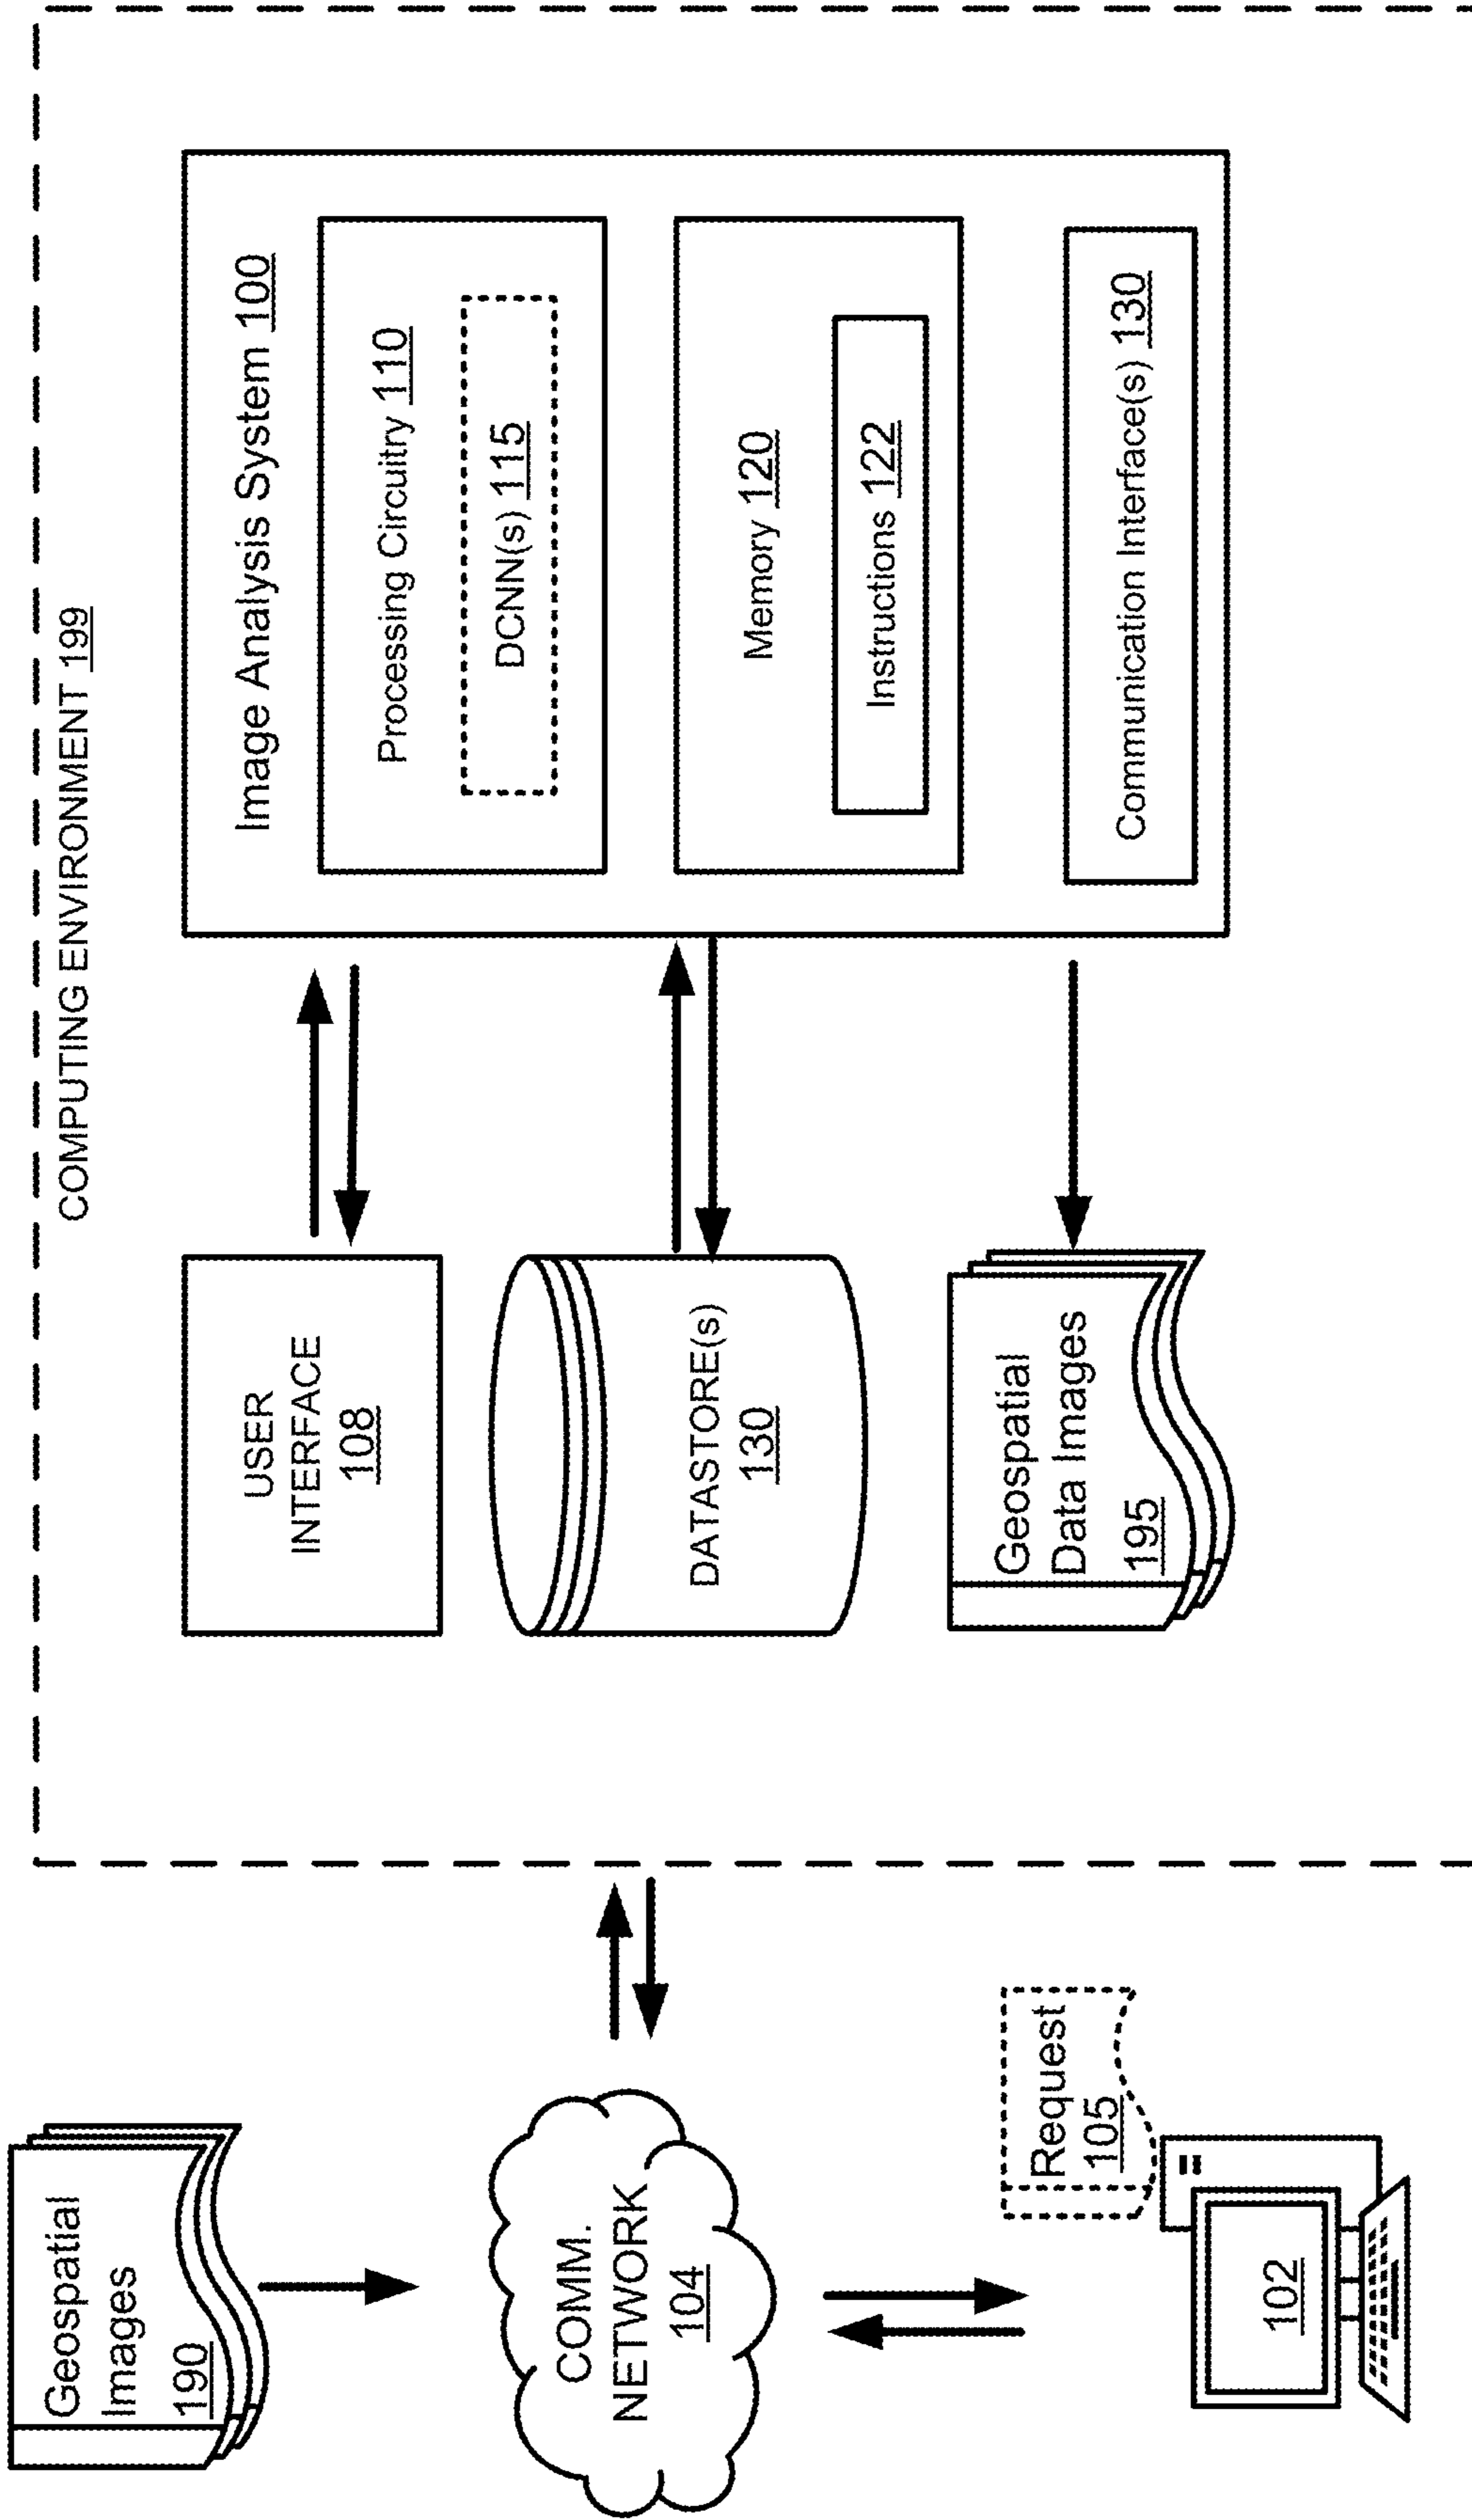 COMPUTING ENVIRONMENT 199
Geospatial
Images
190
COMM.
NETWORK
104
Request
105
102
USER
INTERFACE
108
DATASTORE(s)
130
Geospatial
Data Images
195
Image Analysis System 100
Processing Circuitry 110
DCNN(s) 115
Memory 120
Instructions 122
Communication Interface(s) 130